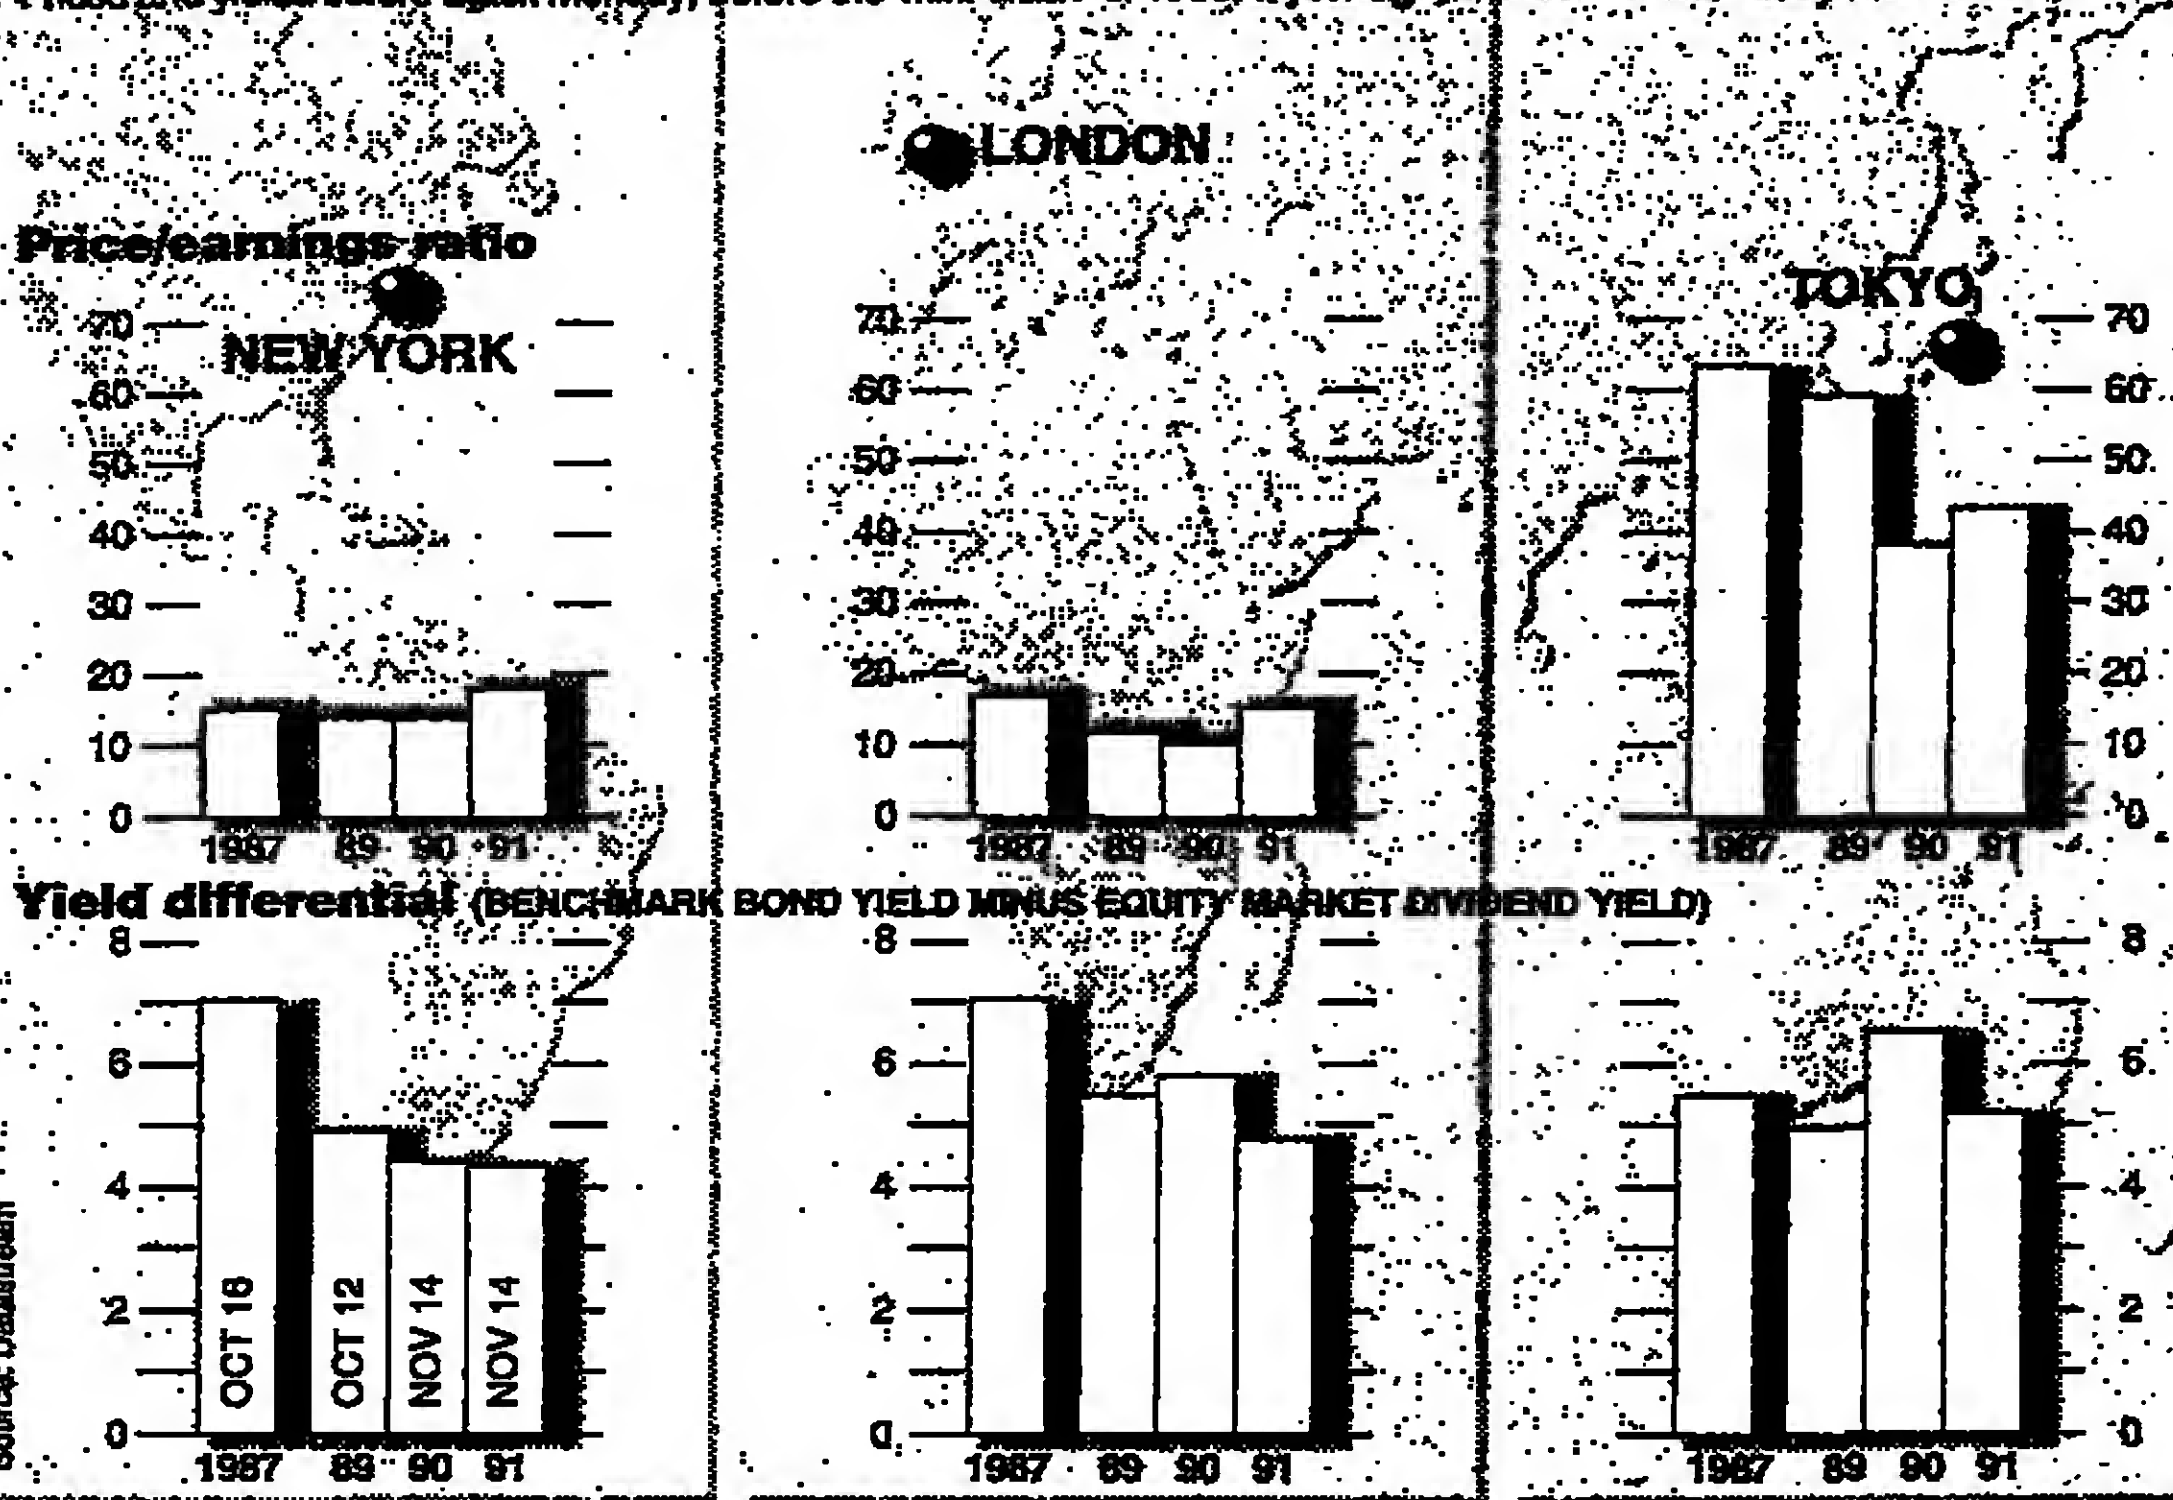 LONDON
Price/earnings ratio
TOKYO
NEW YORK
70
60
50
40
30
20
10
0
1987 89 90 91
70
60
50
40
30
20
10
0
1987 89 90 91
70
60
50
40
30
20
10
0
1987 89 90 91
Yield differential (BENCHMARK BOND YIELD MINUS EQUITY MARKET DIVIDEND YIELD)
8
6
4
2
0
OCT 16
OCT 12
NOV 14
NOV 14
1987 89 90 91
8
6
4
2
0
1987 89 90 91
8
6
4
2
0
1987 89 90 91
Source: Datastream